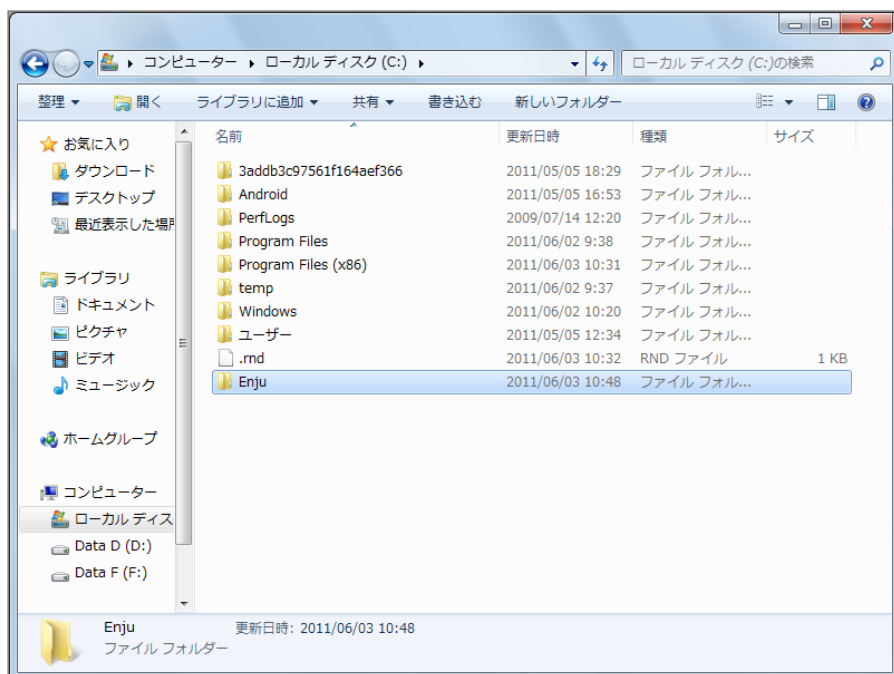 コンピューター ▸ ローカル ディスク (C:) ▸
ローカル ディスク (C:)の検索
整理 ▼ 開く ライブラリに追加 ▼ 共有 ▼ 書き込む 新しいフォルダー
お気に入り
ダウンロード
デスクトップ
最近表示した場所
ライブラリ
ドキュメント
ピクチャ
ビデオ
ミュージック
ホームグループ
コンピューター
ローカル ディス
Data D (D:)
Data F (F:)
名前 更新日時 種類 サイズ
3addb3c97561f164aef366 2011/05/05 18:29 ファイル フォル...
Android 2011/05/05 16:53 ファイル フォル...
PerfLogs 2009/07/14 12:20 ファイル フォル...
Program Files 2011/06/02 9:38 ファイル フォル...
Program Files (x86) 2011/06/03 10:31 ファイル フォル...
temp 2011/06/02 9:37 ファイル フォル...
Windows 2011/06/02 10:20 ファイル フォル...
ユーザー 2011/05/05 12:34 ファイル フォル...
.rnd 2011/06/03 10:32 RND ファイル 1 KB
Enju 2011/06/03 10:48 ファイル フォル...
Enju 更新日時: 2011/06/03 10:48
ファイル フォルダー